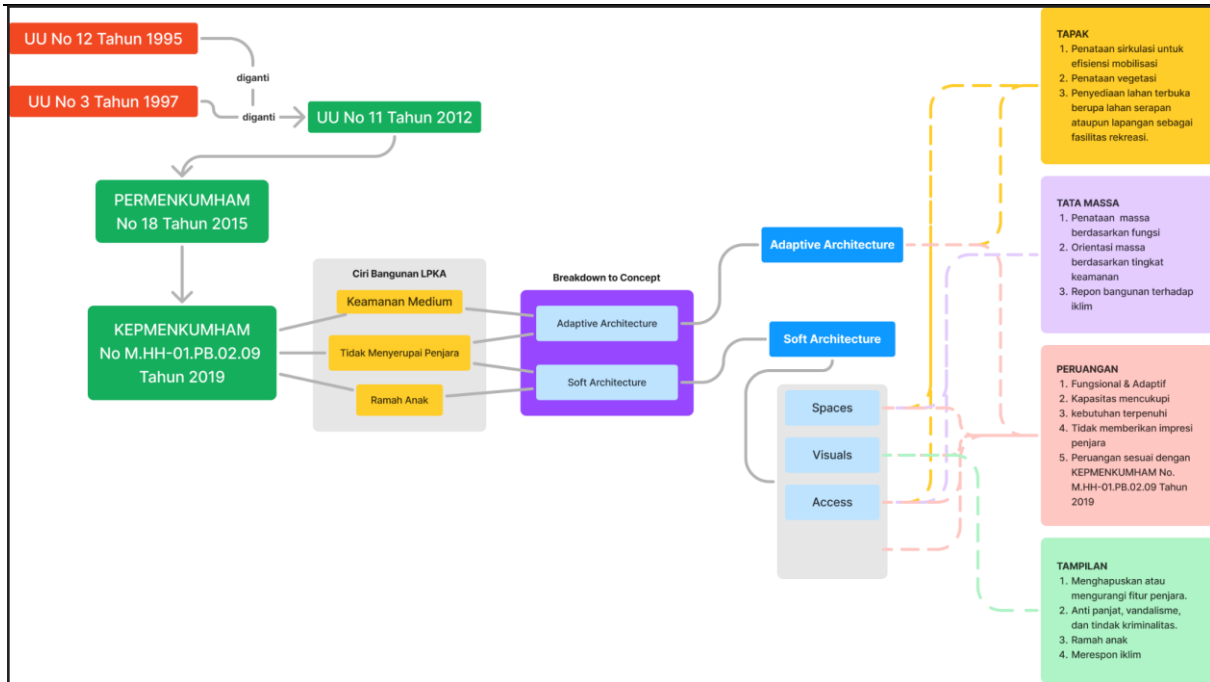 UU No 12 Tahun 1995
diganti
UU No 3 Tahun 1997
diganti
UU No 11 Tahun 2012
PERMENKUMHAM
No 18 Tahun 2015
KEPMENKUMHAM
No M.HH-01.PB.02.09
Tahun 2019
Ciri Bangunan LPKA
Keamanan Medium
Tidak Menyerupai Penjara
Ramah Anak
Breakdown to Concept
Adaptive Architecture
Soft Architecture
Adaptive Architecture
Soft Architecture
Spaces
Visuals
Access
TAPAK
1. Penataan sirkulasi untuk
efisiensi mobilisasi
2. Penataan vegetasi
3. Penyediaan lahan terbuka
berupa lahan serapan
ataupun lapangan sebagai
fasilitas rekreasi.
TATA MASSA
1. Penataan massa
berdasarkan fungsi
2. Orientasi massa
berdasarkan tingkat
keamanan
3. Repon bangunan terhadap
iklim
PERUANGAN
1. Fungsional & Adaptif
2. Kapasitas mencukupi
3. kebutuhan terpenuhi
4. Tidak memberikan impresi
penjara
5. Peruangan sesuai dengan
KEPMENKUMHAM No.
M.HH-01.PB.02.09 Tahun
2019
TAMPILAN
1. Menghapuskan atau
mengurangi fitur penjara.
2. Anti panjat, vandalisme,
dan tindak kriminalitas.
3. Ramah anak
4. Merespon iklim